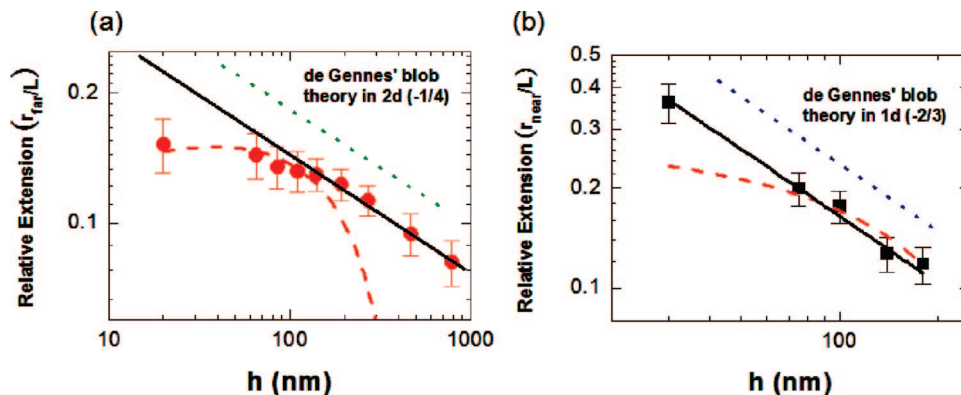 (a)
Relative Extension (r_far/L)
0.2
0.1
de Gennes' blob
theory in 2d (-1/4)
10
100
1000
h (nm)
(b)
Relative Extension (r_near/L)
0.5
0.4
0.3
0.2
0.1
de Gennes' blob
theory in 1d (-2/3)
100
h (nm)